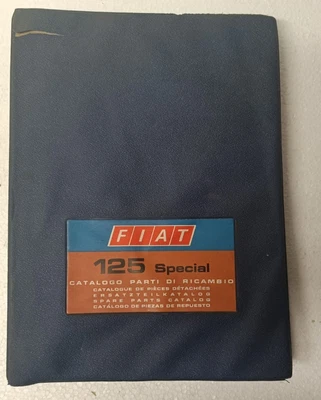 FIAT
125 Special
CATALOGO PARTI DI RICAMBIO
CATALOGUE DE PIÈCES DÉTACHÉES
ERSATZTEILKATALOG
SPARE PARTS CATALOG
CATÁLOGO DE PIEZAS DE REPUESTO